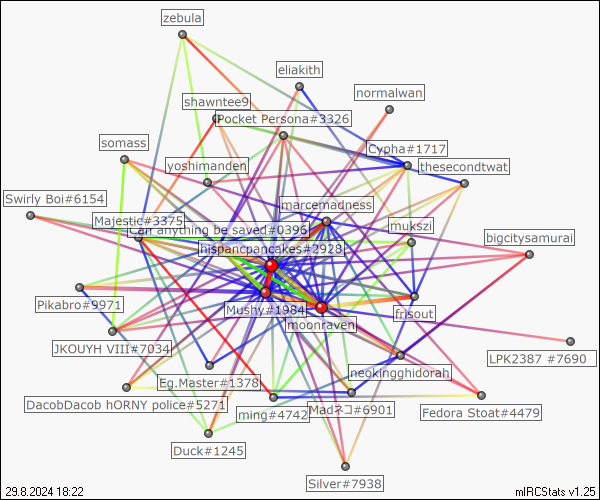 zebula
eliakith
normalwan
shawntee9
Pocket Persona#3326
somass
Cypha#1717
thesecondtwat
yoshimanden
Swirly Boi#6154
marcemadness
Majestic#3375
mukszi
Can anything be saved#0396
bigcitysamurai
hispancpancakes#2928
Pikabro#9971
Mushy#1984
frisout
moonraven
JKOUYH VIII#7034
LPK2387 #7690
neokingghidorah
Eg.Master#1378
DacobDacob hORNY police#5271
ming#4742
Madネコ#6901
Fedora Stoat#4479
Duck#1245
Silver#7938
29.8.2024 18:22
mIRCStats v1.25